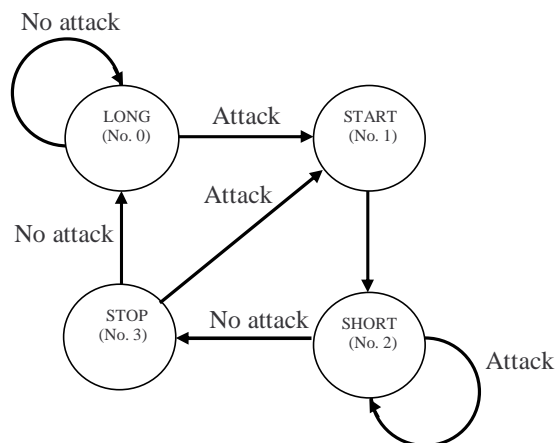 No attack
LONG
(No. 0)
Attack
START
(No. 1)
Attack
No attack
STOP
(No. 3)
No attack
SHORT
(No. 2)
Attack